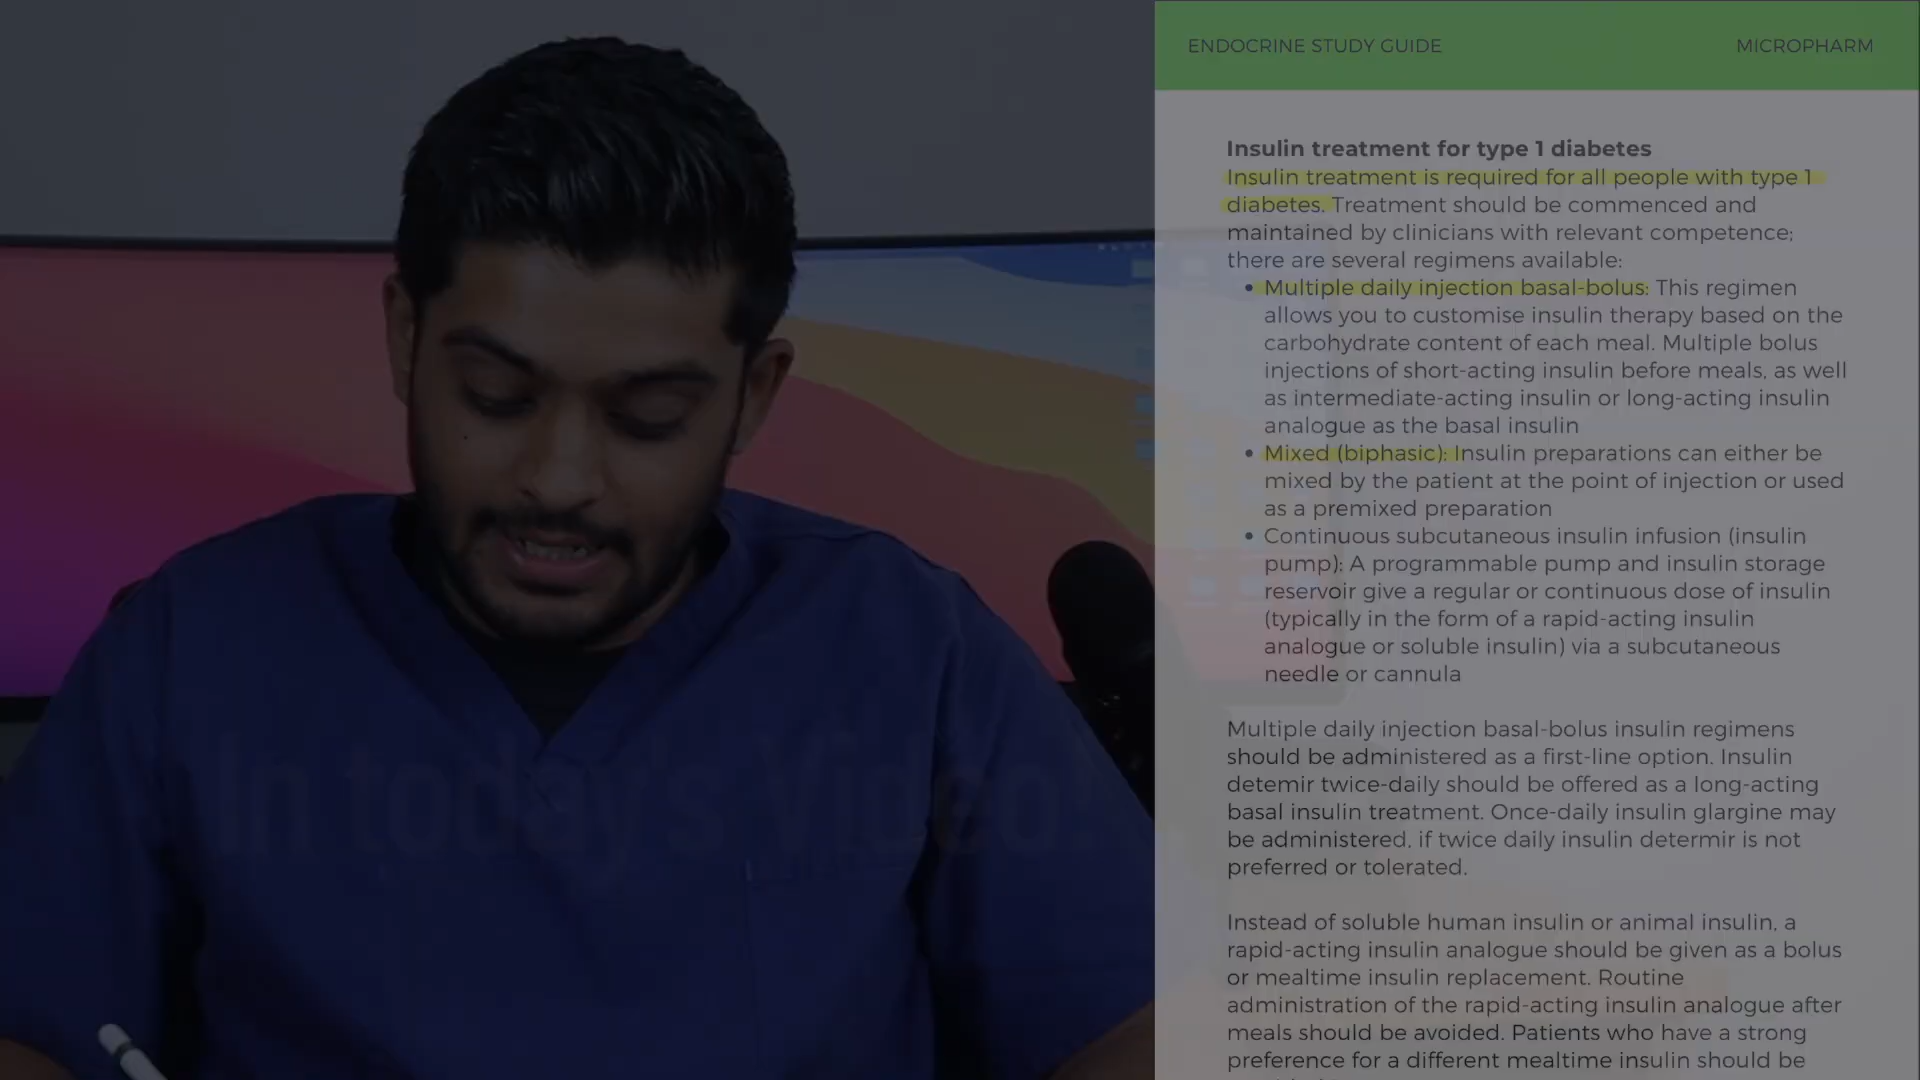 ENDOCRINE STUDY GUIDE MICROPHARM
Insulin treatment for type 1 diabetes
Insulin treatment is required for all people with type 1
diabetes. Treatment should be commenced and
maintained by clinicians with relevant competence;
there are several regimens available:
• Multiple daily injection basal-bolus: This regimen
allows you to customise insulin therapy based on the
carbohydrate content of each meal. Multiple bolus
injections of short-acting insulin before meals, as well
as intermediate-acting insulin or long-acting insulin
analogue as the basal insulin
• Mixed (biphasic): Insulin preparations can either be
mixed by the patient at the point of injection or used
as a premixed preparation
• Continuous subcutaneous insulin infusion (insulin
pump): A programmable pump and insulin storage
reservoir give a regular or continuous dose of insulin
(typically in the form of a rapid-acting insulin
analogue or soluble insulin) via a subcutaneous
needle or cannula
Multiple daily injection basal-bolus insulin regimens
should be administered as a first-line option. Insulin
detemir twice-daily should be offered as a long-acting
basal insulin treatment. Once-daily insulin glargine may
be administered, if twice daily insulin determir is not
preferred or tolerated.
Instead of soluble human insulin or animal insulin, a
rapid-acting insulin analogue should be given as a bolus
or mealtime insulin replacement. Routine
administration of the rapid-acting insulin analogue after
meals should be avoided. Patients who have a strong
preference for a different mealtime insulin should be
In today's Video!